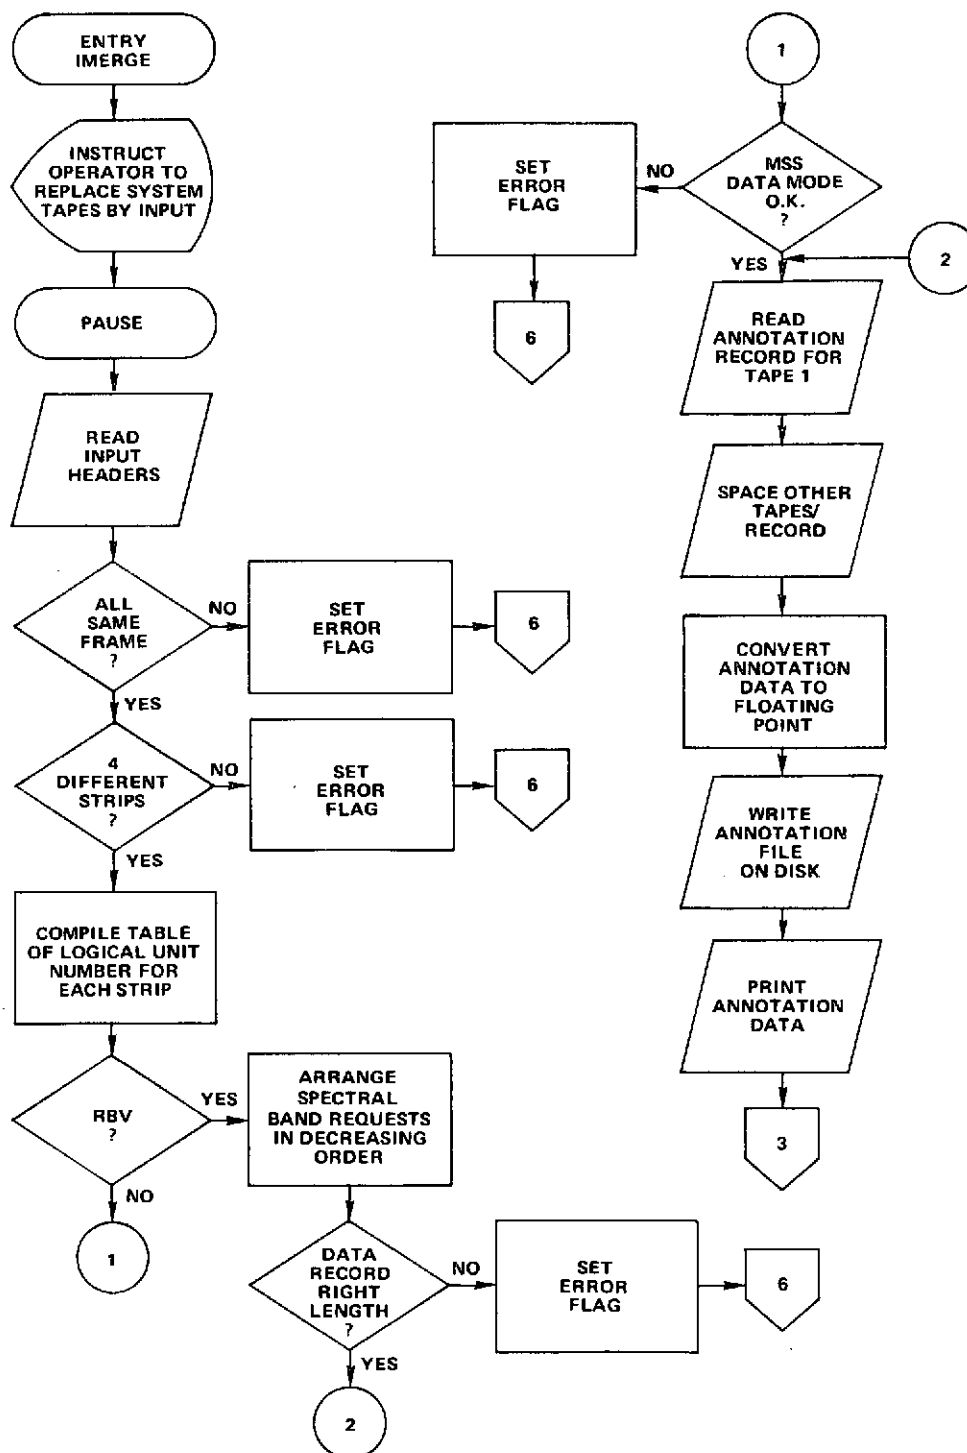 ENTRY
IMERGE
INSTRUCT
OPERATOR TO
REPLACE SYSTEM
TAPES BY INPUT
PAUSE
READ
INPUT
HEADERS
ALL
SAME
FRAME
?
NO
SET
ERROR
FLAG
6
YES
4
DIFFERENT
STRIPS
?
NO
SET
ERROR
FLAG
6
YES
COMPILE TABLE
OF LOGICAL UNIT
NUMBER FOR
EACH STRIP
RBV
?
YES
ARRANGE
SPECTRAL
BAND REQUESTS
IN DECREASING
ORDER
NO
1
DATA
RECORD
RIGHT
LENGTH
?
NO
SET
ERROR
FLAG
6
YES
2
1
MSS
DATA MODE
O.K.
?
NO
SET
ERROR
FLAG
6
YES
2
READ
ANNOTATION
RECORD FOR
TAPE 1
SPACE OTHER
TAPES/
RECORD
CONVERT
ANNOTATION
DATA TO
FLOATING
POINT
WRITE
ANNOTATION
FILE
ON DISK
PRINT
ANNOTATION
DATA
3